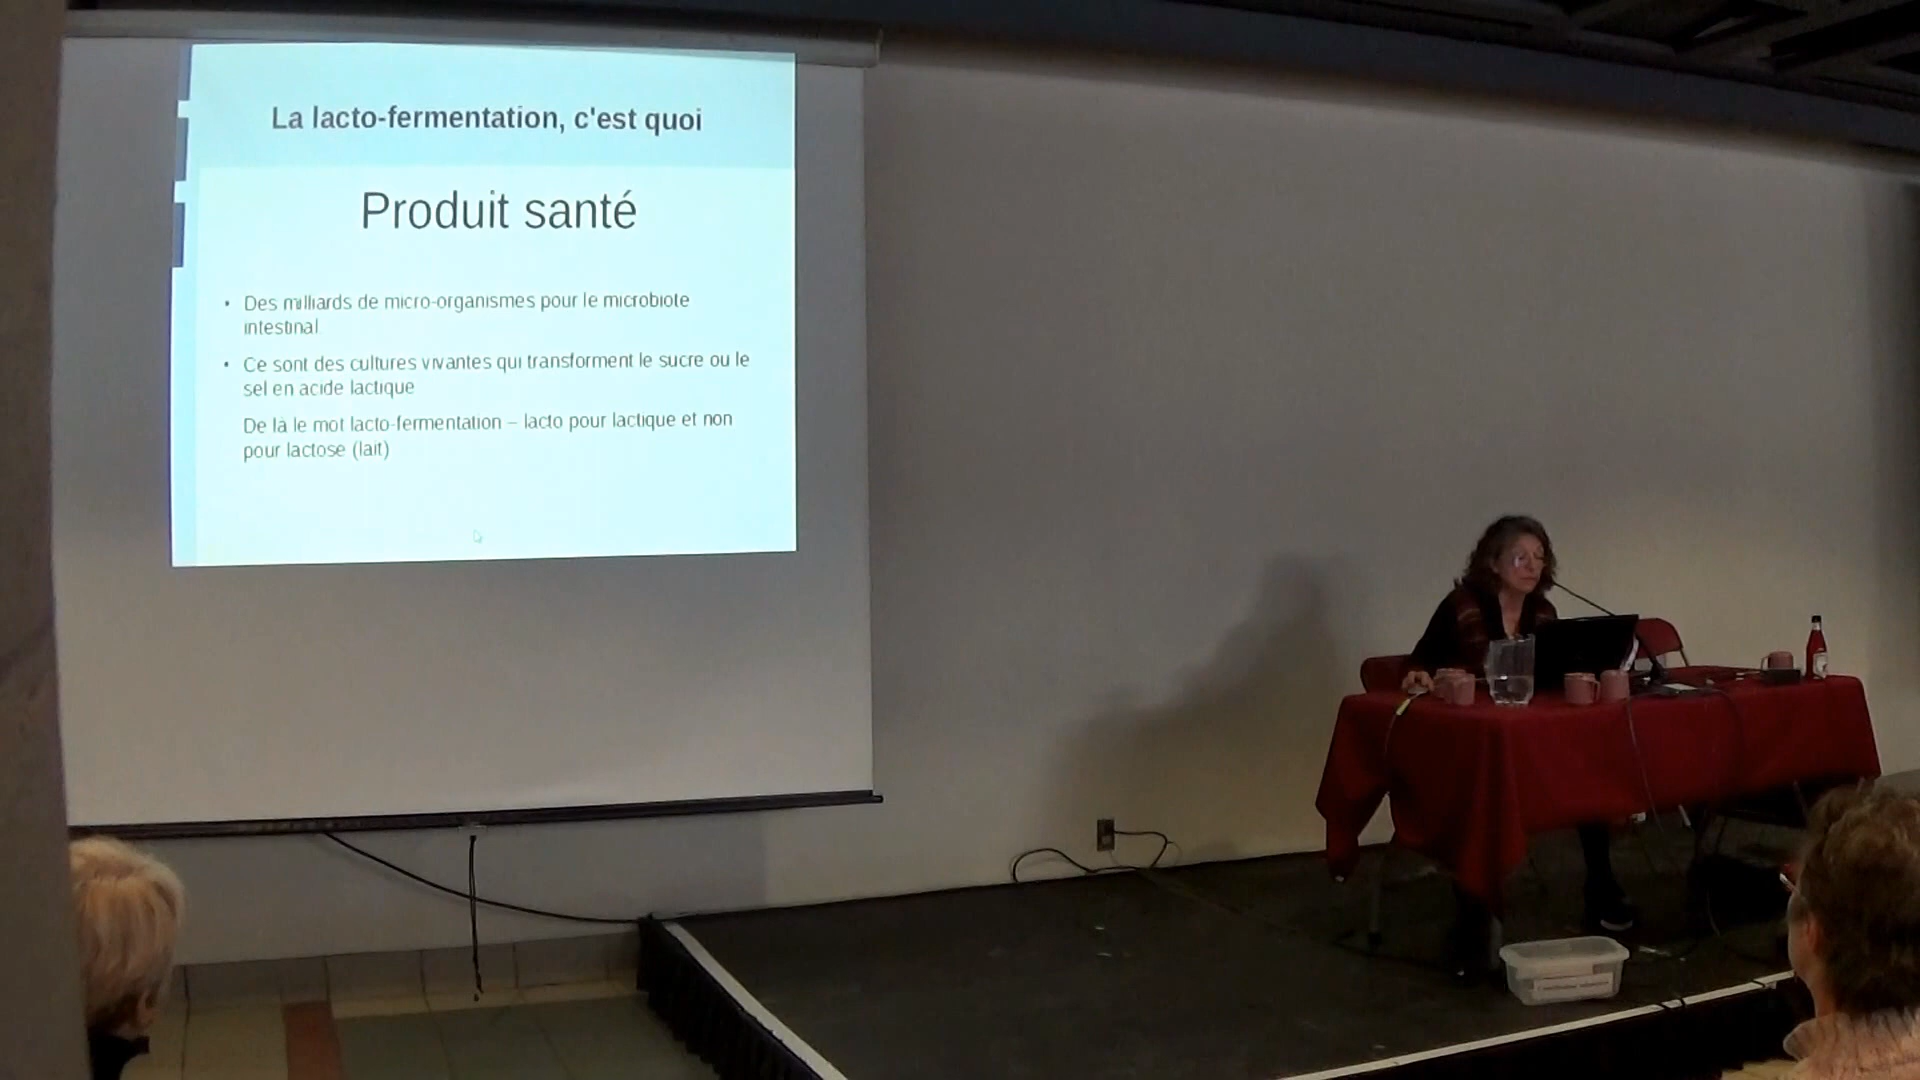 La lacto-fermentation, c'est quoi
Produit santé
• Des milliards de micro-organismes pour le microbiote
intestinal
• Ce sont des cultures vivantes qui transforment le sucre ou le
sel en acide lactique
De là le mot lacto-fermentation – lacto pour lactique et non
pour lactose (lait)